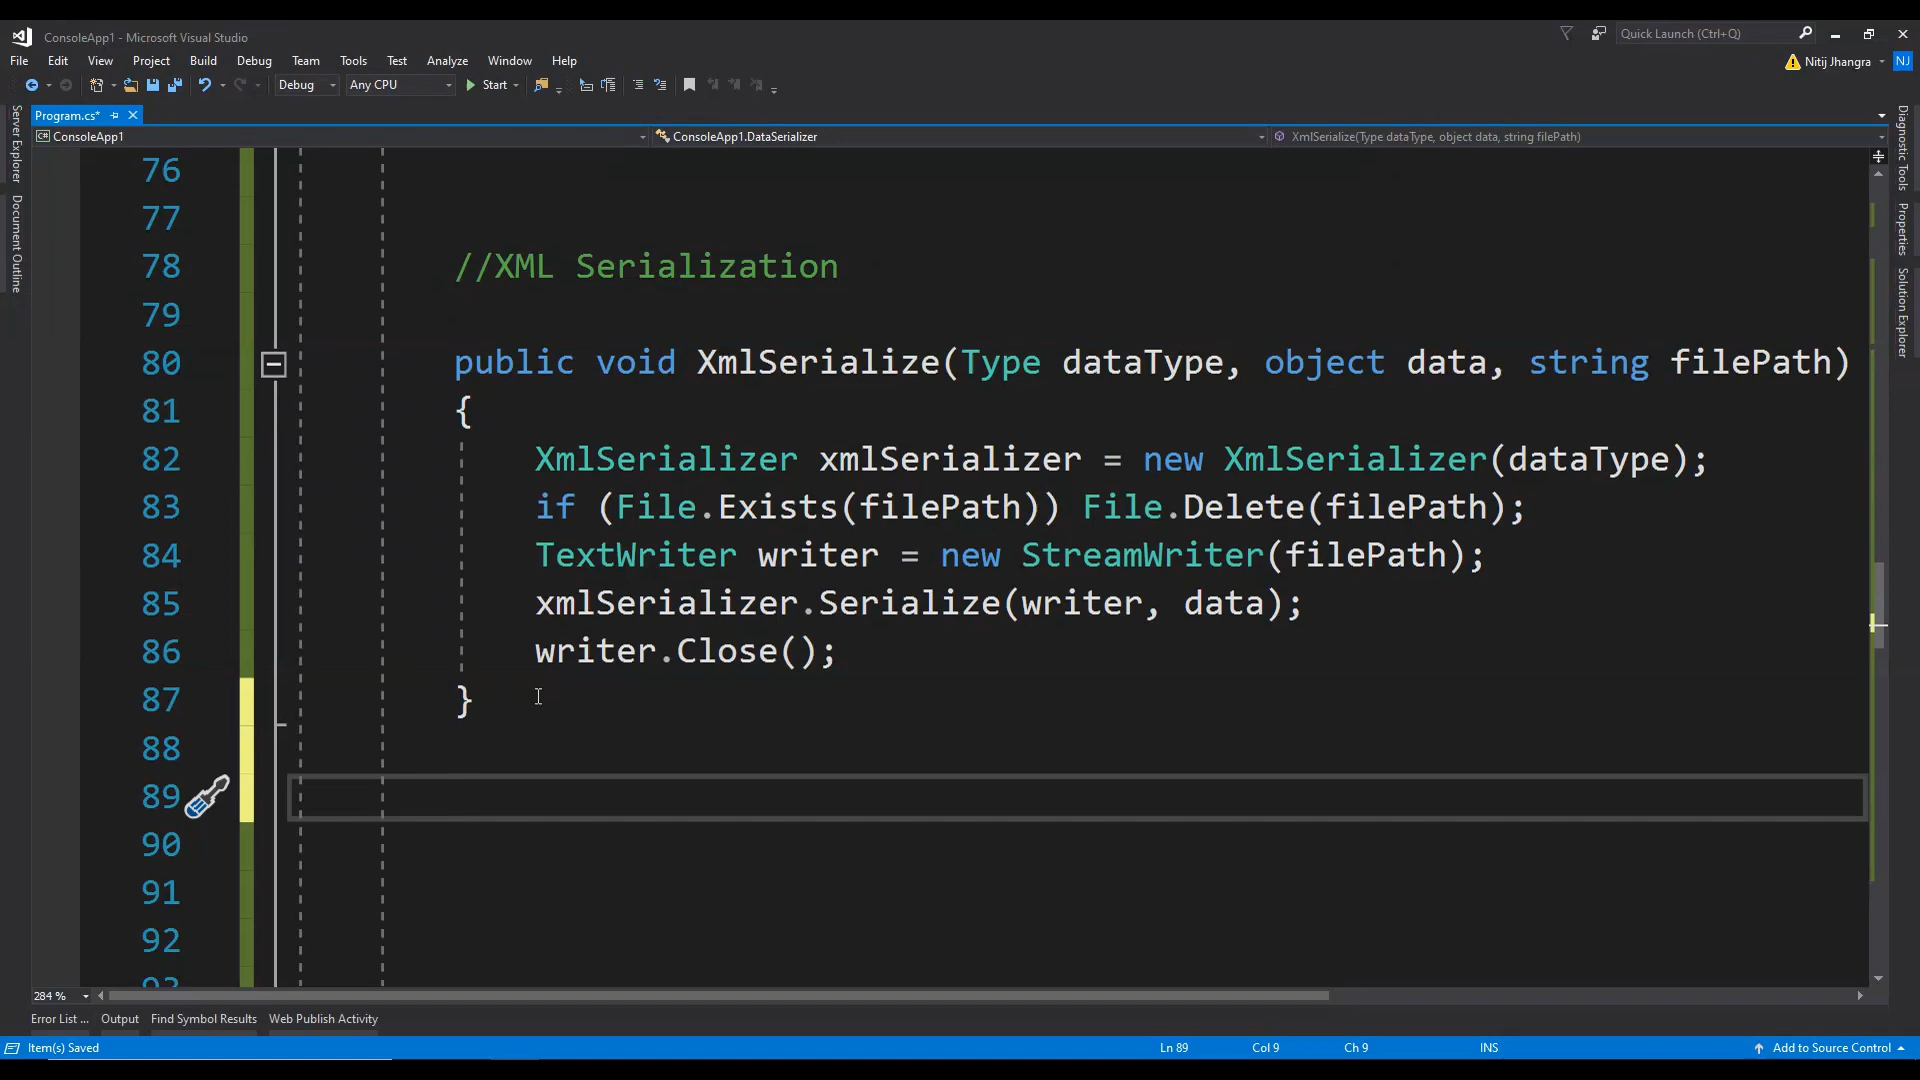 ConsoleApp1 - Microsoft Visual Studio
Quick Launch (Ctrl+Q)
File Edit View Project Build Debug Team Tools Test Analyze Window Help
Nitij Jhangra NJ
Debug Any CPU Start
Program.cs*
ConsoleApp1 ConsoleApp1.DataSerializer XmlSerialize(Type dataType, object data, string filePath)
Server Explorer
Document Outline
Diagnostic Tools
Properties
Solution Explorer
76
77
78 //XML Serialization
79
80 public void XmlSerialize(Type dataType, object data, string filePath)
81 {
82 XmlSerializer xmlSerializer = new XmlSerializer(dataType);
83 if (File.Exists(filePath)) File.Delete(filePath);
84 TextWriter writer = new StreamWriter(filePath);
85 xmlSerializer.Serialize(writer, data);
86 writer.Close();
87 }
88
89
90
91
92
93
284 %
Error List ... Output Find Symbol Results Web Publish Activity
Item(s) Saved Ln 89 Col 9 Ch 9 INS Add to Source Control